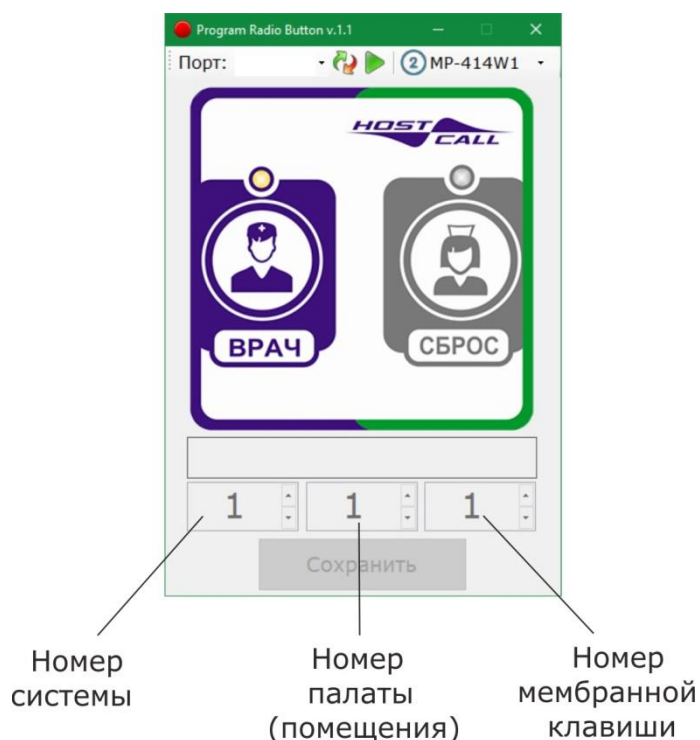 Program Radio Button v.1.1
Порт: 2 MP-414W1
HOST
CALL
ВРАЧ СБРОС
1 1 1
Сохранить
Номер
системы
Номер
палаты
(помещения)
Номер
мембранной
клавиши